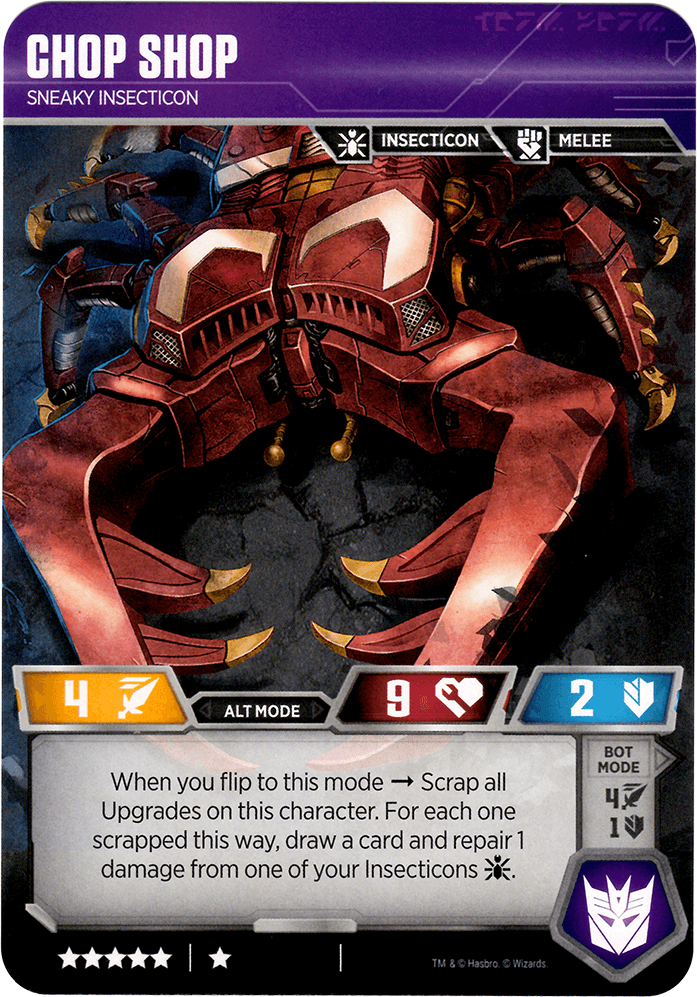 CHOP SHOP
SNEAKY INSECTICON
INSECTICON MELEE
4 ALT MODE 9 2
When you flip to this mode → Scrap all
Upgrades on this character. For each one
scrapped this way, draw a card and repair 1
damage from one of your Insecticons.
BOT
MODE
4
1
TM & © Hasbro. © Wizards.